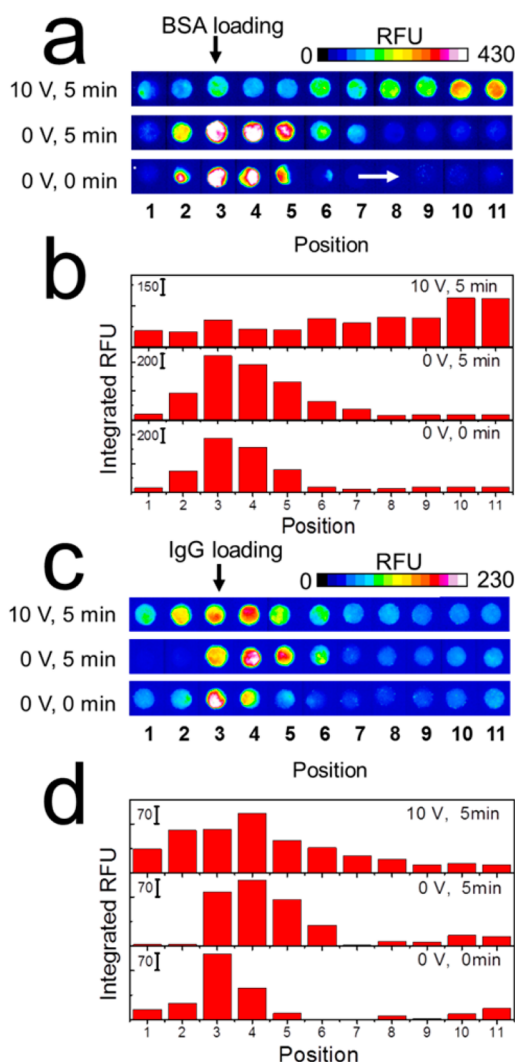 a
BSA loading
RFU
0 430
10 V, 5 min
0 V, 5 min
0 V, 0 min
1 2 3 4 5 6 7 8 9 10 11
Position
b
Integrated RFU
150
10 V, 5 min
200
0 V, 5 min
200
0 V, 0 min
1 2 3 4 5 6 7 8 9 10 11
Position
c
IgG loading
RFU
0 230
10 V, 5 min
0 V, 5 min
0 V, 0 min
1 2 3 4 5 6 7 8 9 10 11
Position
d
Integrated RFU
70
10 V, 5min
70
0 V, 5min
70
0 V, 0min
1 2 3 4 5 6 7 8 9 10 11
Position